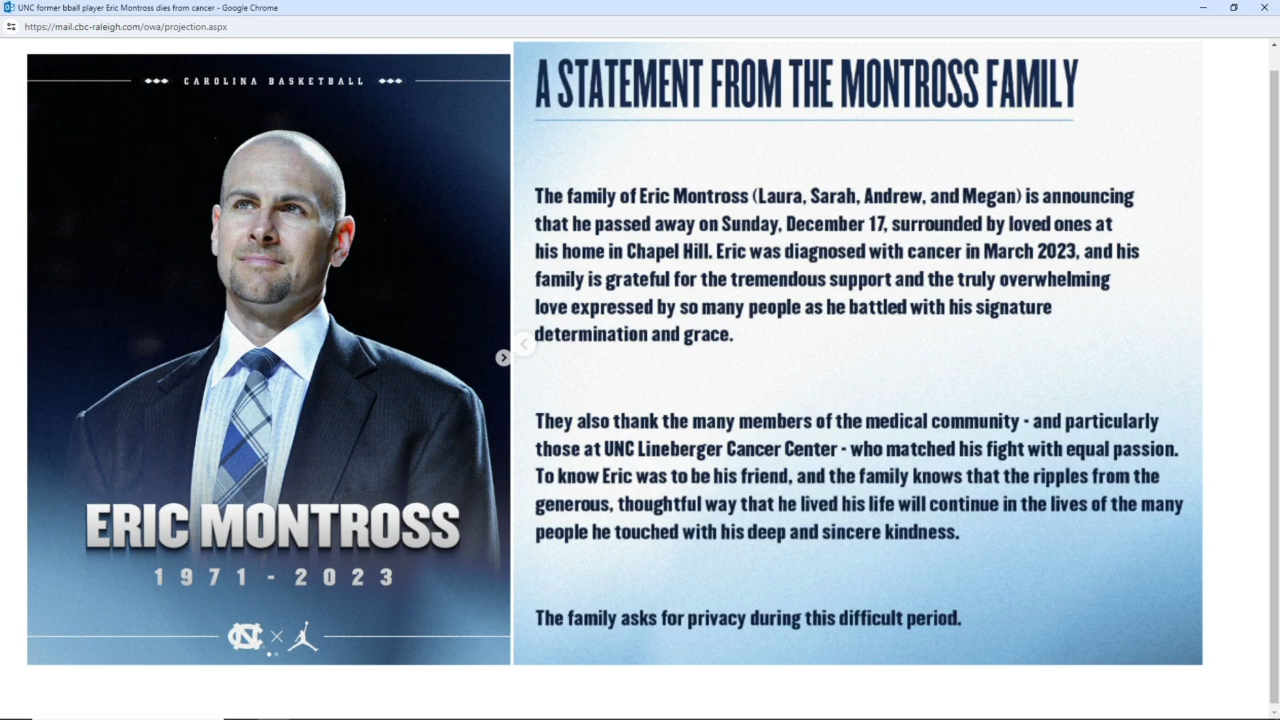 UNC former bball player Eric Montross dies from cancer - Google Chrome
https://mail.cbc-raleigh.com/owa/projection.aspx
CAROLINA BASKETBALL
ERIC MONTROSS
1971-2023
NC
A STATEMENT FROM THE MONTROSS FAMILY
The family of Eric Montross (Laura, Sarah, Andrew, and Megan) is announcing
that he passed away on Sunday, December 17, surrounded by loved ones at
his home in Chapel Hill. Eric was diagnosed with cancer in March 2023, and his
family is grateful for the tremendous support and the truly overwhelming
love expressed by so many people as he battled with his signature
determination and grace.
They also thank the many members of the medical community - and particularly
those at UNC Lineberger Cancer Center - who matched his fight with equal passion.
To know Eric was to be his friend, and the family knows that the ripples from the
generous, thoughtful way that he lived his life will continue in the lives of the many
people he touched with his deep and sincere kindness.
The family asks for privacy during this difficult period.